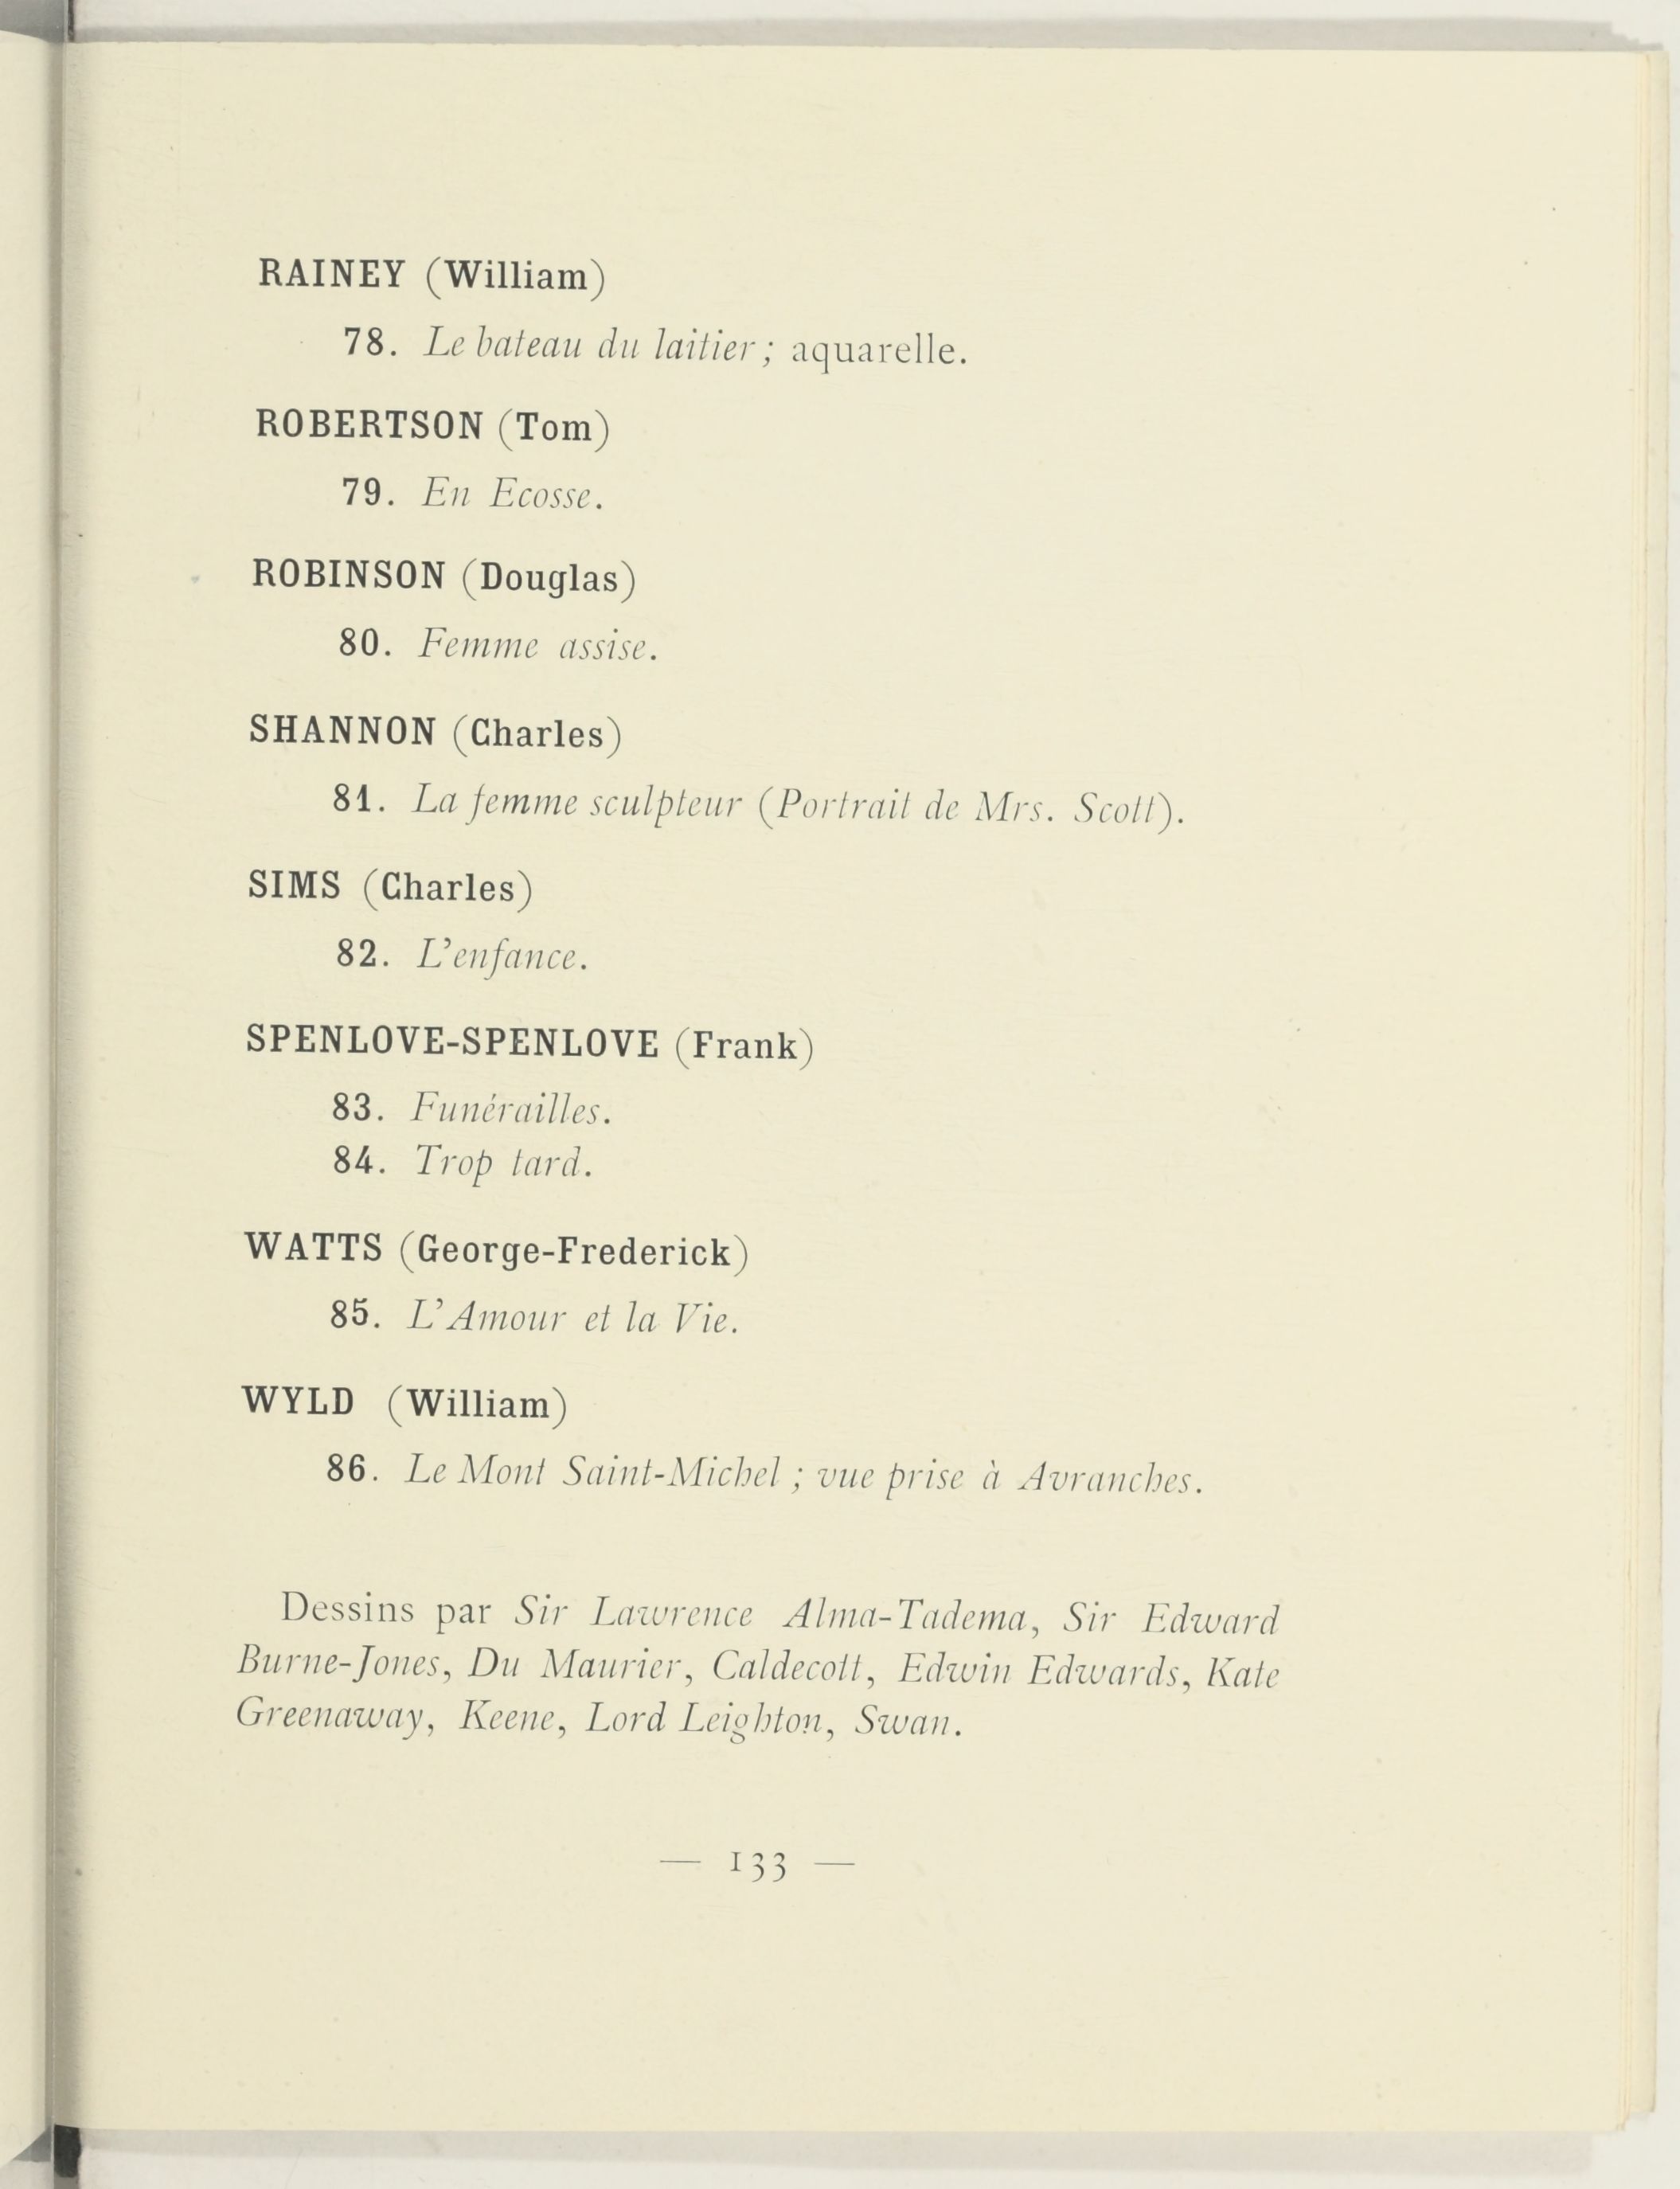 RAINEY (William)
78. Le bateau du laitier ; aquarelle.
ROBERTSON (Tom)
79. En Ecosse.
ROBINSON (Douglas)
80. Femme assise.
SHANNON (Charles)
81. La femme sculpteur (Portrait de Mrs. Scott).
SIMS (Charles)
82. L'enfance.
SPENLOVE-SPENLOVE (Frank)
83. Funérailles.
84. Trop tard.
WATTS (George-Frederick)
85. L'Amour et la Vie.
WYLD (William)
86. Le Mont Saint-Michel ; vue prise à Avranches.
Dessins par Sir Lawrence Alma-Tadema, Sir Edward
Burne-Jones, Du Maurier, Caldecott, Edwin Edwards, Kate
Greenaway, Keene, Lord Leighton, Swan.
— 133 —